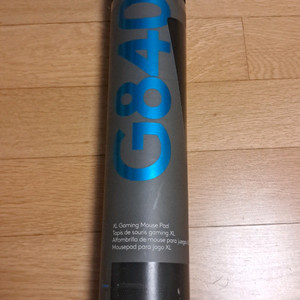 G840
XL Gaming Mouse Pad
Tapis de souris gaming XL
Alfombrilla de mouse para juegos
Mousepad para jogo XL